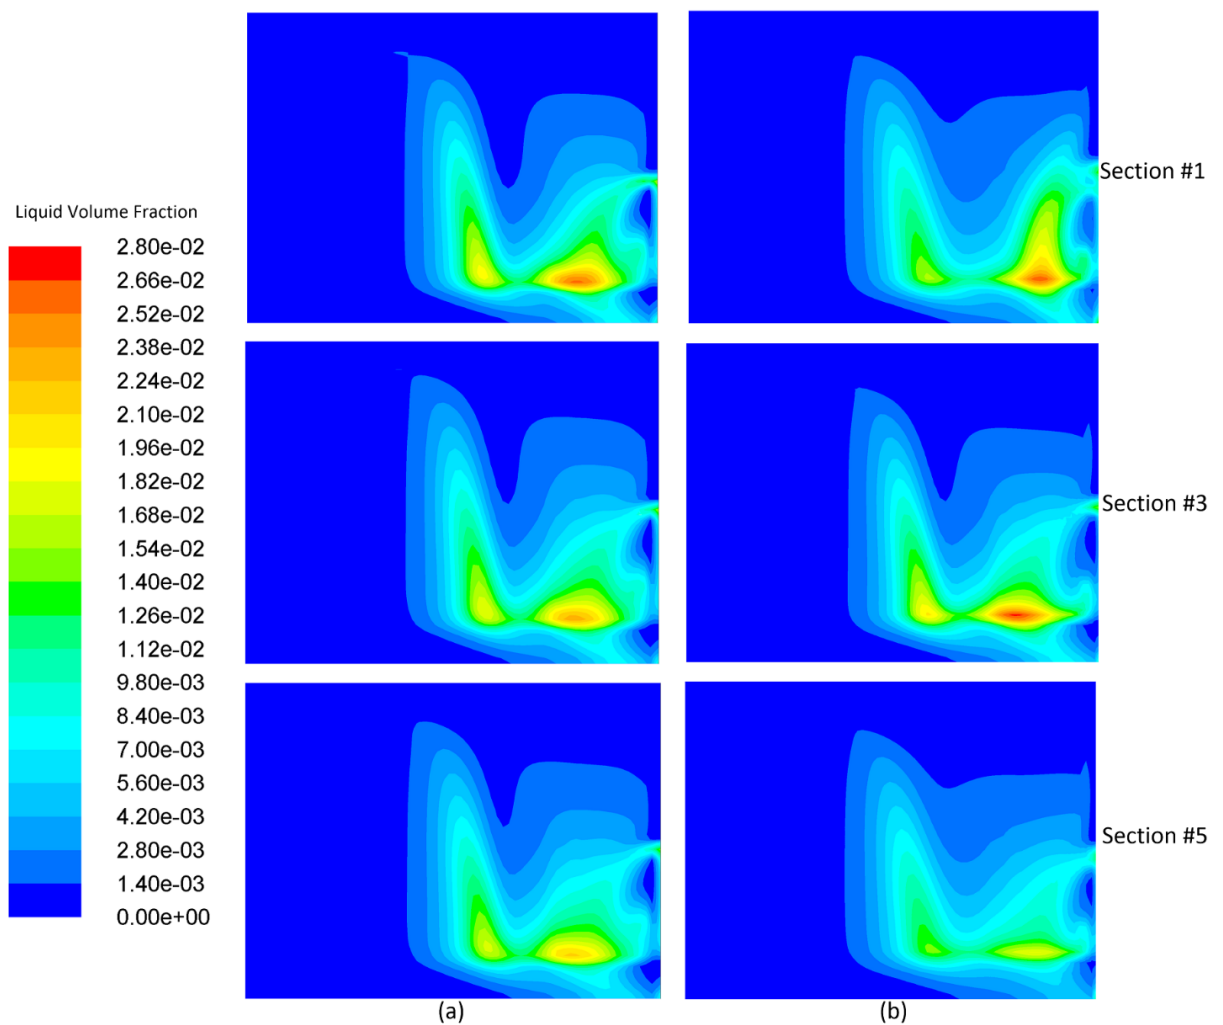 Section #1
Liquid Volume Fraction
2.80e-02
2.66e-02
2.52e-02
2.38e-02
2.24e-02
2.10e-02
1.96e-02
1.82e-02
1.68e-02
1.54e-02
1.40e-02
1.26e-02
1.12e-02
9.80e-03
8.40e-03
7.00e-03
5.60e-03
4.20e-03
2.80e-03
1.40e-03
0.00e+00
Section #3
Section #5
(a)
(b)